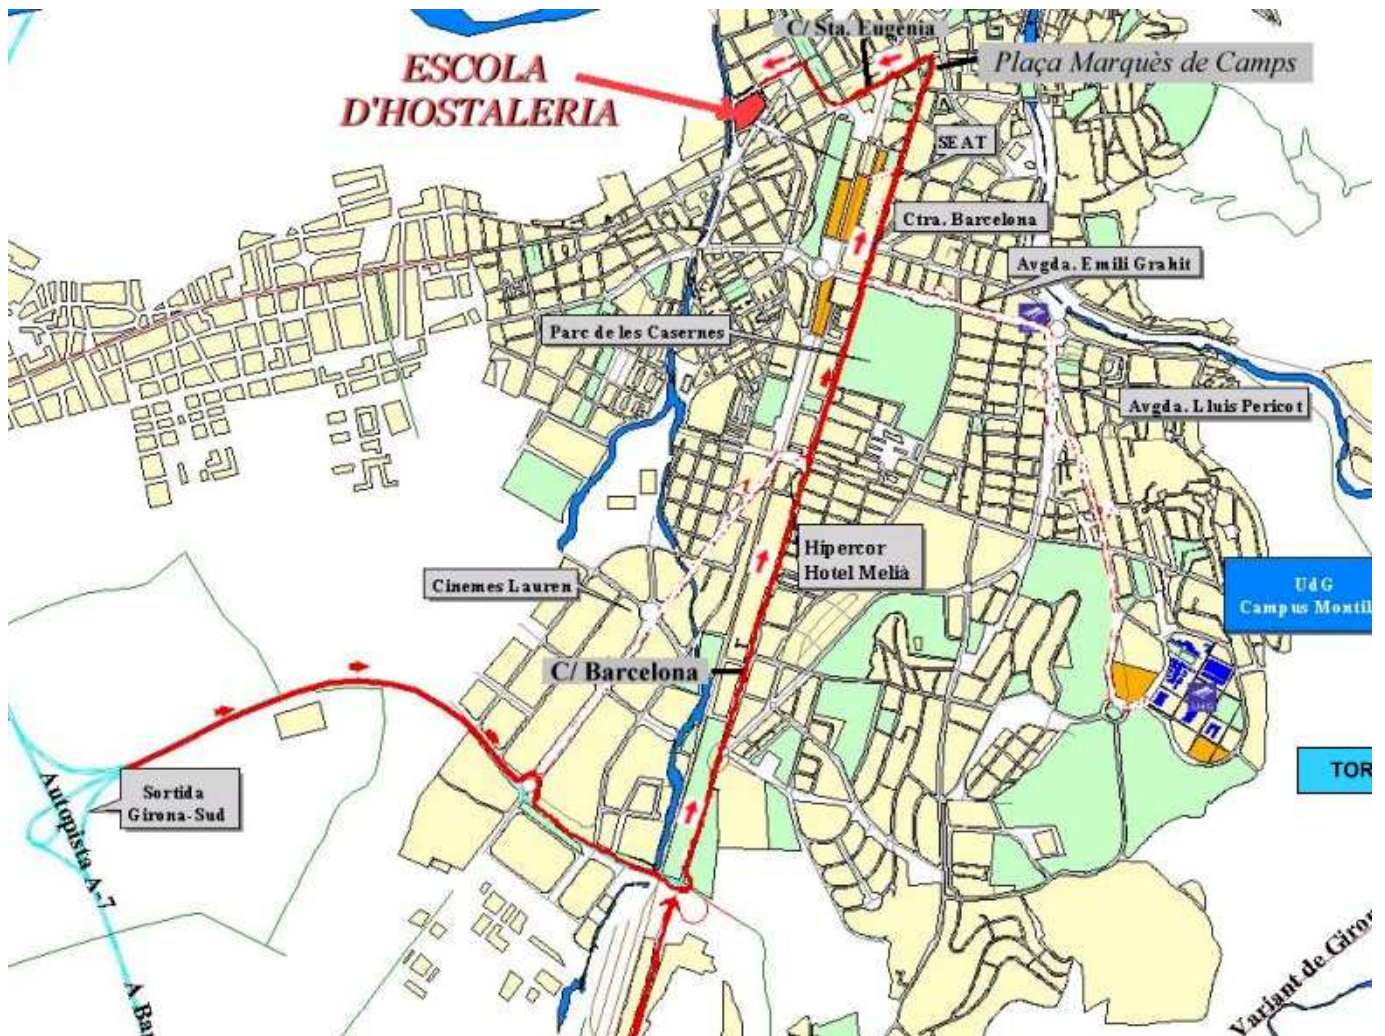 C/ Sta. Eugènia
ESCOLA
D'HOSTALERIA
Plaça Marquès de Camps
SEAT
Ctra. Barcelona
Avgda. Emili Grahit
Parc de les Casernes
Avgda. Lluis Pericot
Hipercor
Hotel Melià
Cinemes Lauren
UdG
Campus Montil
C/ Barcelona
Sortida
Girona-Sud
TOR
Autopista A-7
A Bar
Variant de Giron